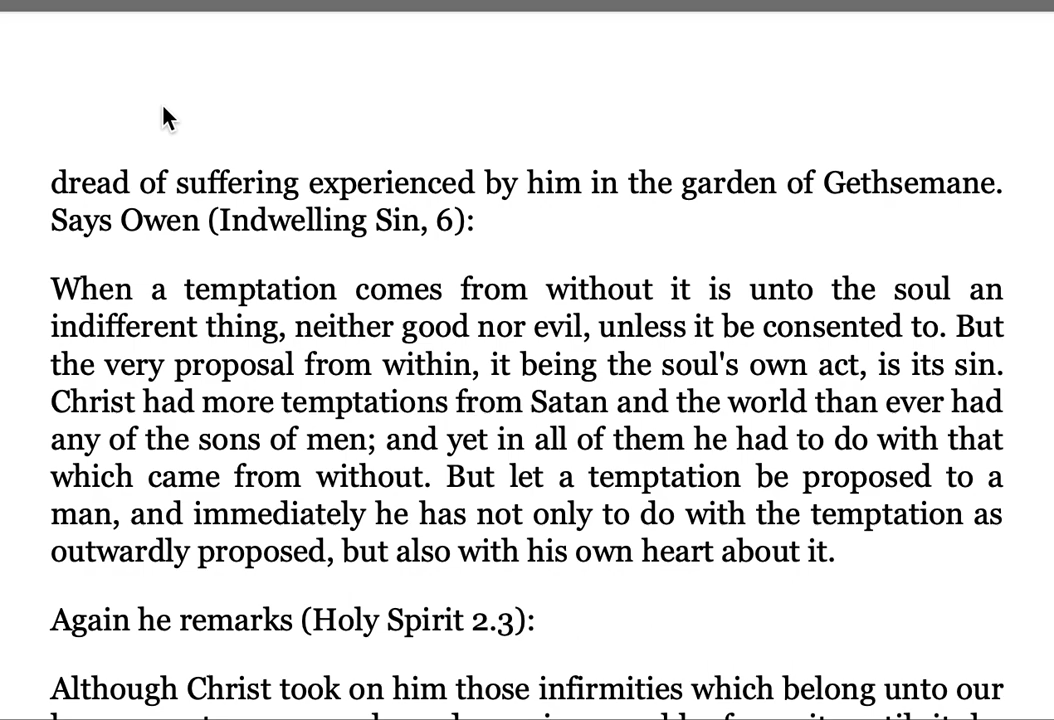 dread of suffering experienced by him in the garden of Gethsemane.
Says Owen (Indwelling Sin, 6):
When a temptation comes from without it is unto the soul an
indifferent thing, neither good nor evil, unless it be consented to. But
the very proposal from within, it being the soul's own act, is its sin.
Christ had more temptations from Satan and the world than ever had
any of the sons of men; and yet in all of them he had to do with that
which came from without. But let a temptation be proposed to a
man, and immediately he has not only to do with the temptation as
outwardly proposed, but also with his own heart about it.
Again he remarks (Holy Spirit 2.3):
Although Christ took on him those infirmities which belong unto our